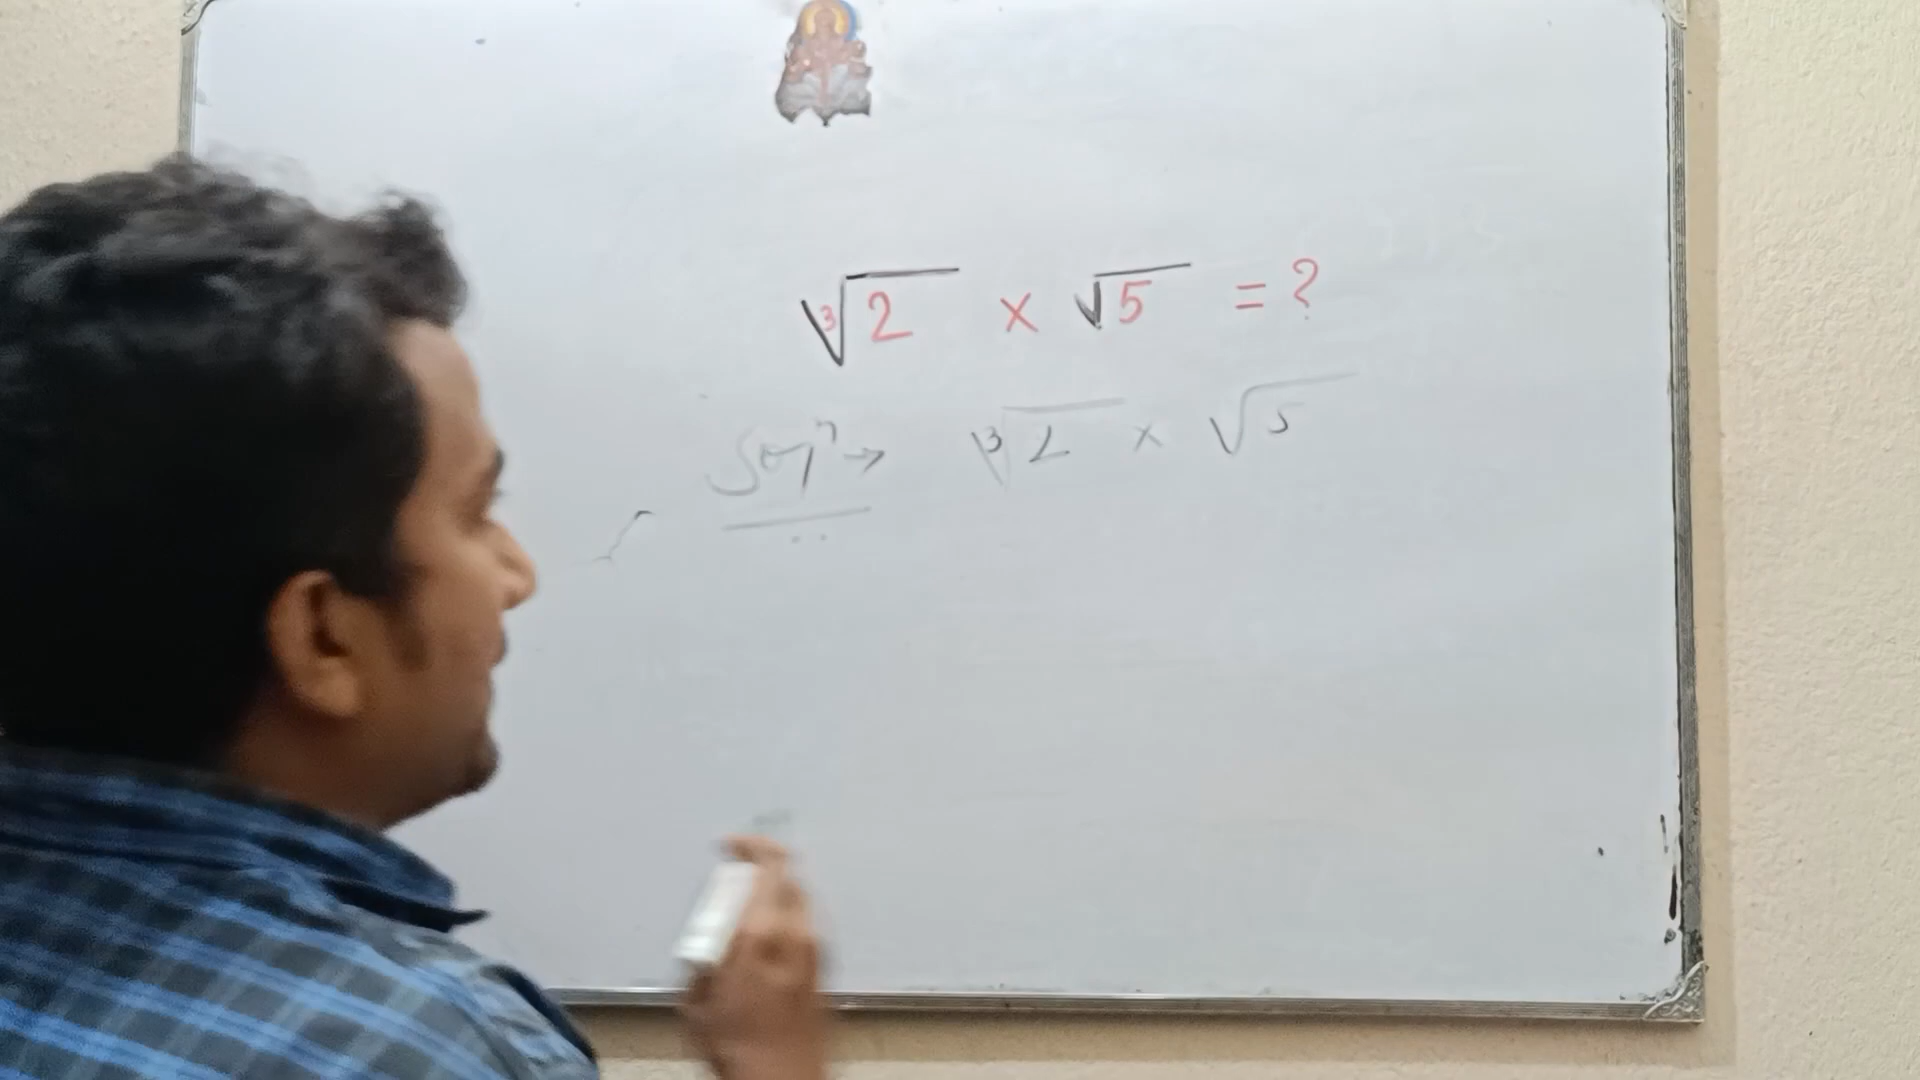 ∛2 × √5 = ?
Solⁿ → ∛2 × √5